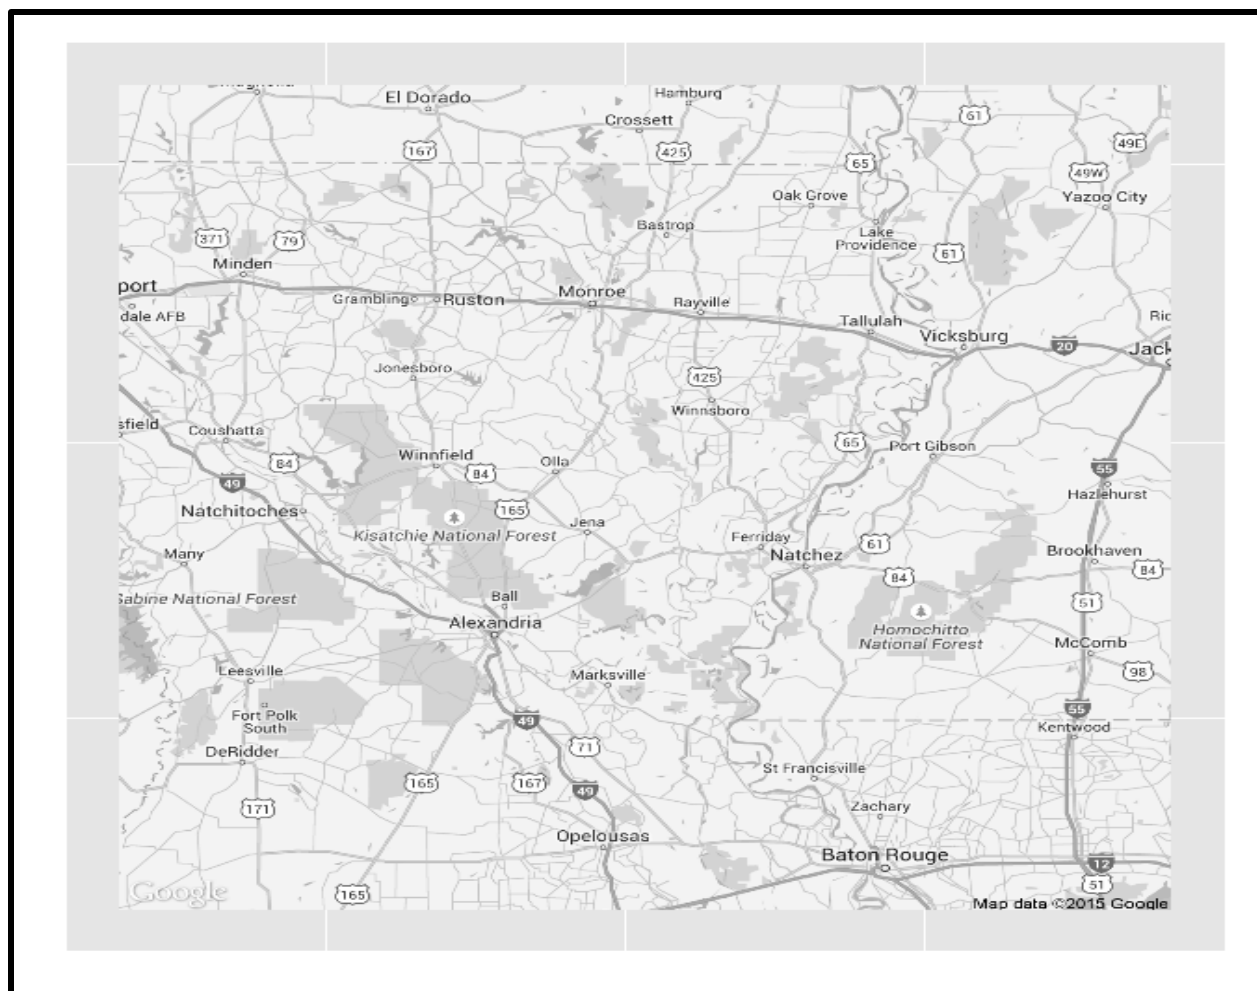 El Dorado
Hamburg
Crossett
61
167
425
65
49E
49W
Oak Grove
Yazoo City
Bastrop
Lake
Providence
371
79
61
Minden
port
Grambling
Ruston
Monroe
Rayville
dale AFB
Tallulah
Vicksburg
20
Jack
Ric
Jonesboro
425
Winnsboro
sfield
Coushatta
65
Port Gibson
84
Winnfield
84
Olla
55
49
Hazlehurst
Natchitoches
165
Jena
Kisatchie National Forest
Ferriday
61
Many
Natchez
Brookhaven
84
84
Sabine National Forest
Ball
51
Alexandria
Homochitto
National Forest
McComb
Leesville
Marksville
98
Fort Polk
South
49
55
Kentwood
DeRidder
71
St Francisville
165
167
49
171
Zachary
Opelousas
Baton Rouge
12
Google
165
51
Map data ©2015 Google